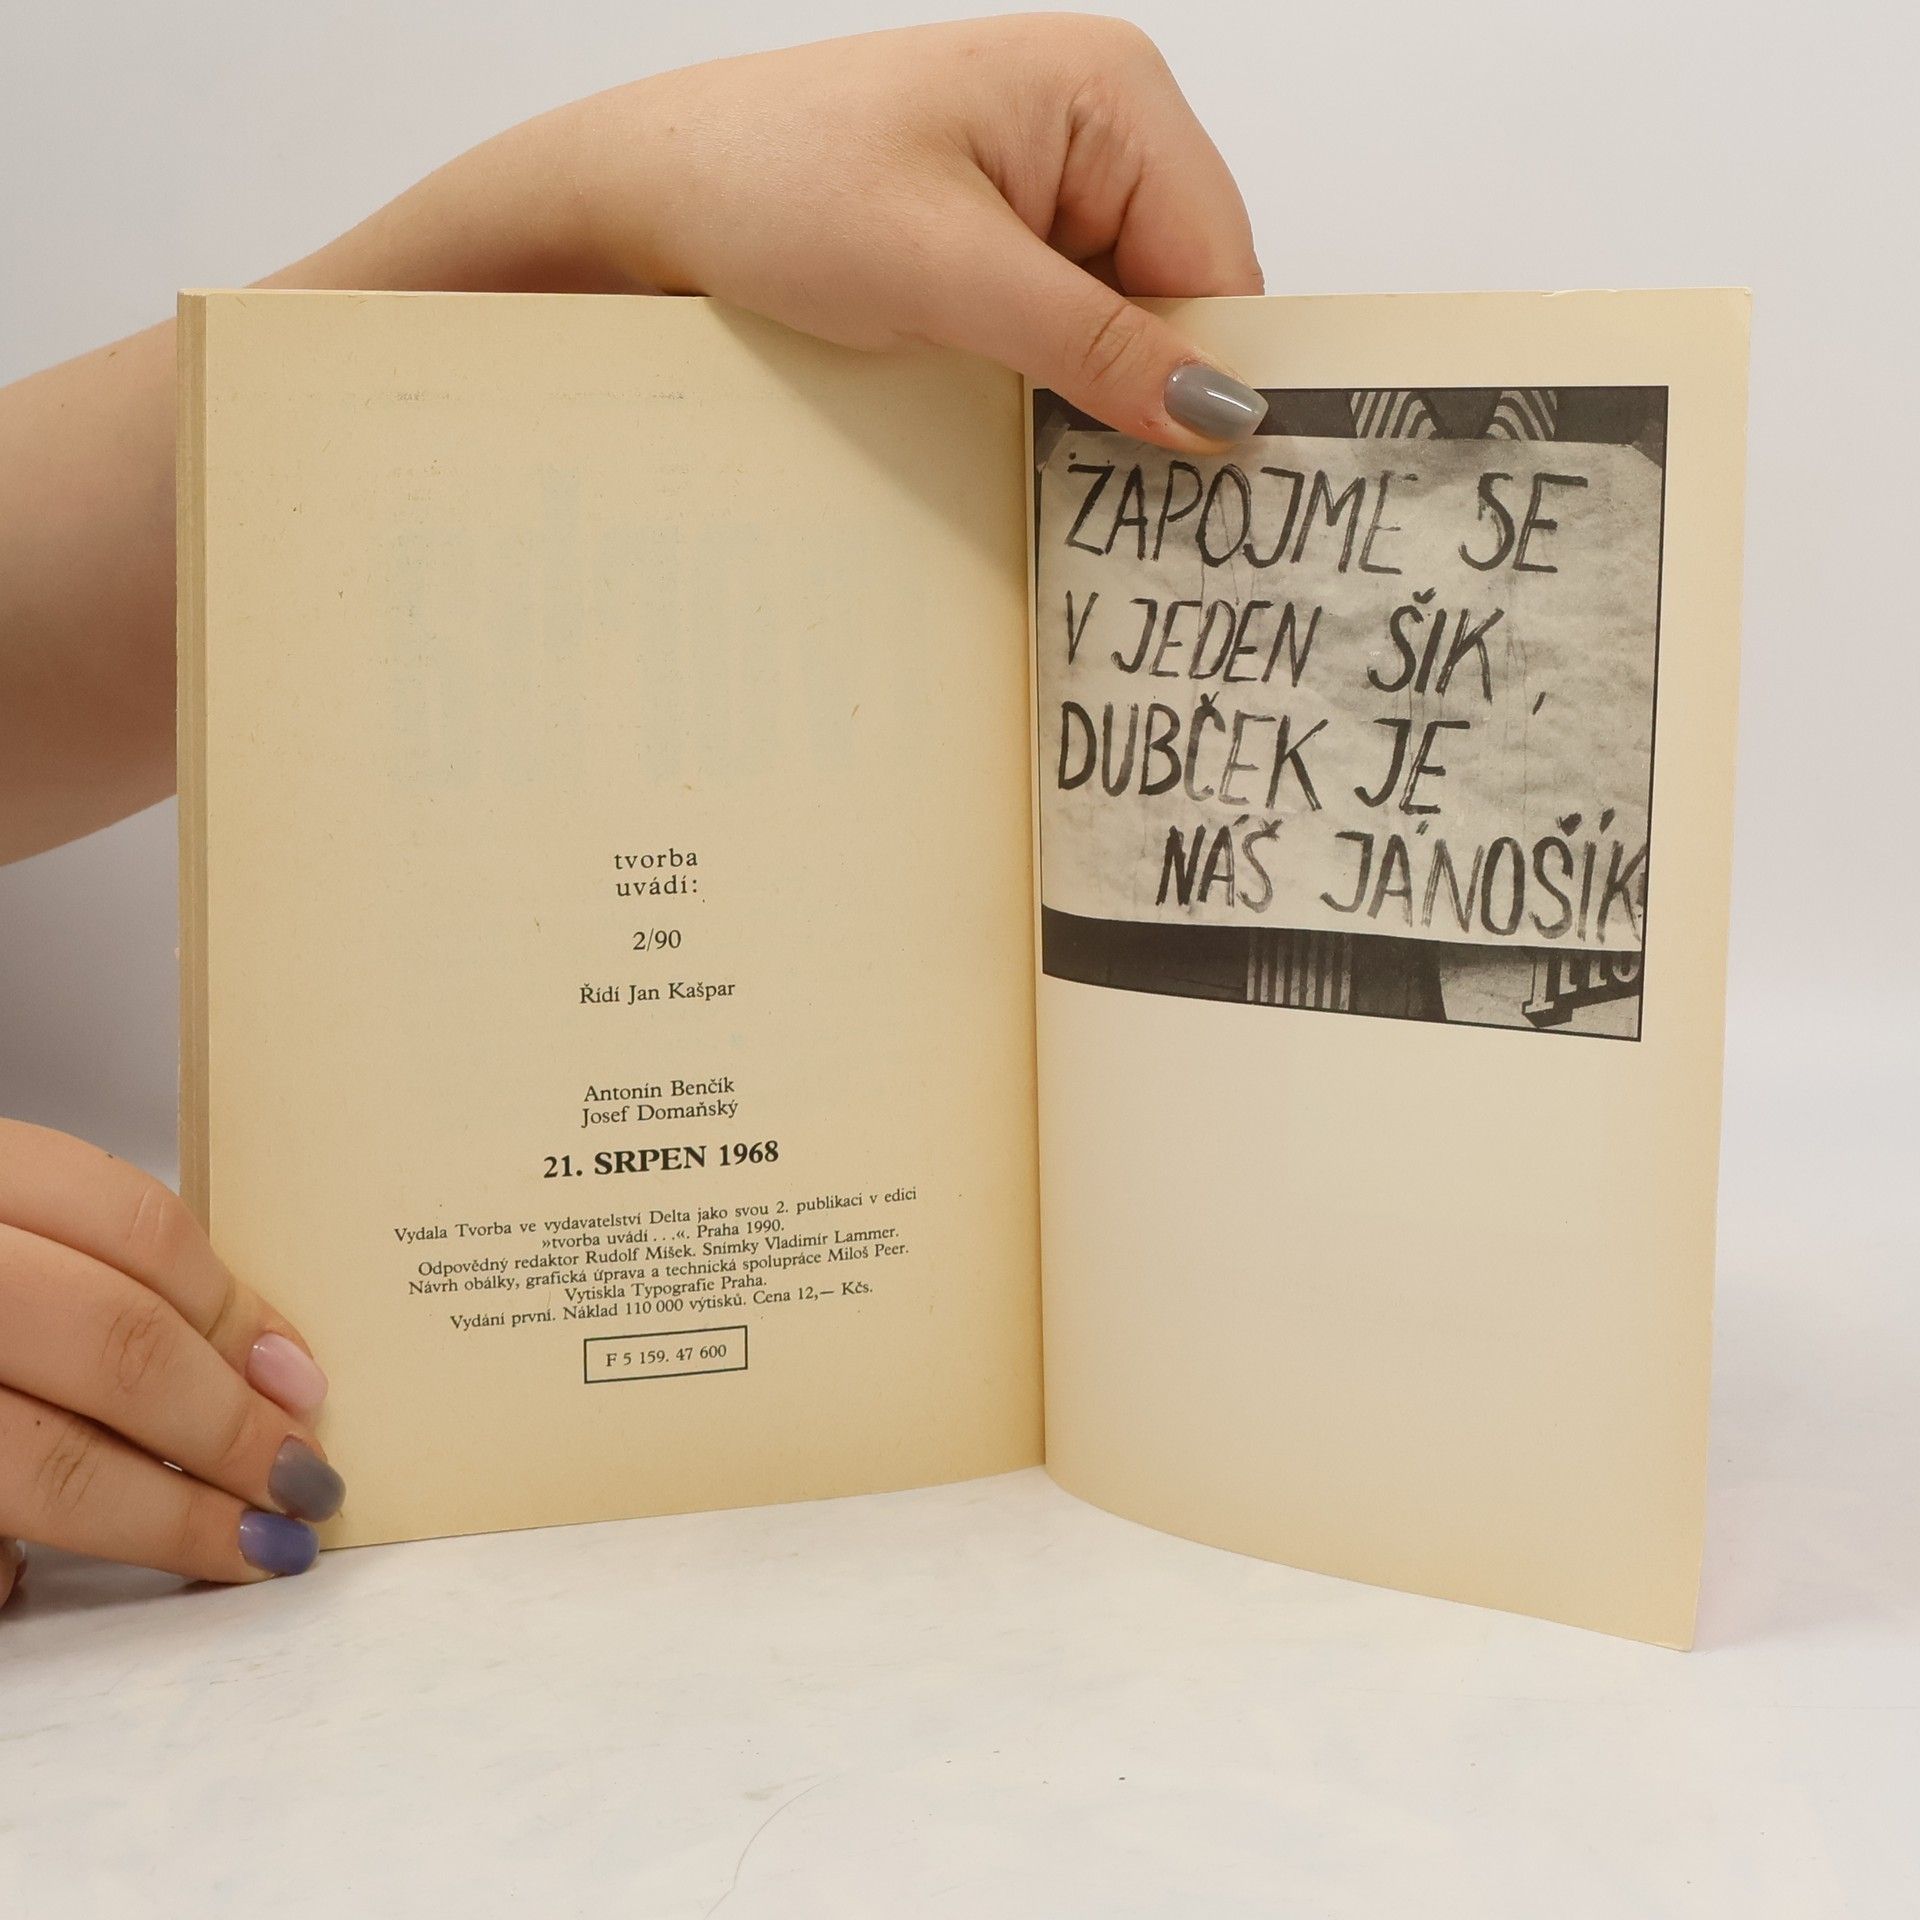 tvorba
uvádí:
2/90
Řídí Jan Kašpar
Antonín Benčík
Josef Domaňský
21. SRPEN 1968
Vydala Tvorba ve vydavatelství Delta jako svou 2. publikaci v edici
»tvorba uvádí . . .«. Praha 1990.
Odpovědný redaktor Rudolf Míšek. Snímky Vladimír Lammer.
Návrh obálky, grafická úprava a technická spolupráce Miloš Peer.
Vytiskla Typografie Praha.
Vydání první. Náklad 110 000 výtisků. Cena 12,— Kčs.
F 5 159. 47 600
ZAPOJME SE
V JEDEN ŠIK,
DUBČEK JE
NÁŠ JÁNOŠÍK